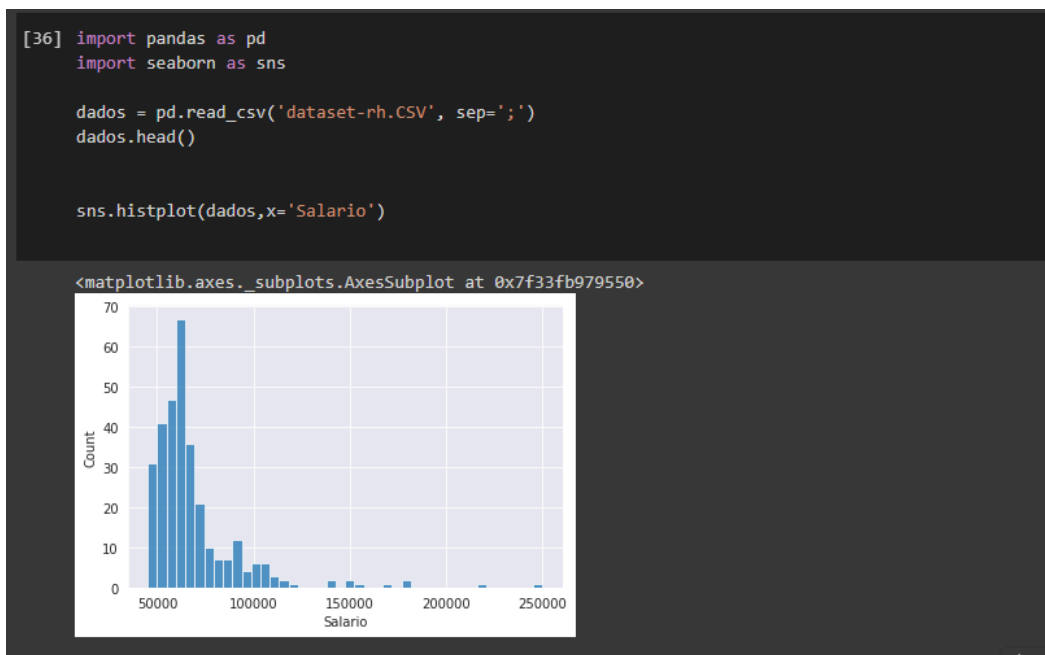 [36] import pandas as pd
import seaborn as sns
dados = pd.read_csv('dataset-rh.CSV', sep=';')
dados.head()
sns.histplot(dados,x='Salario')
<matplotlib.axes._subplots.AxesSubplot at 0x7f33fb979550>
70
60
50
40
30
20
10
0
Count
50000 100000 150000 200000 250000
Salario